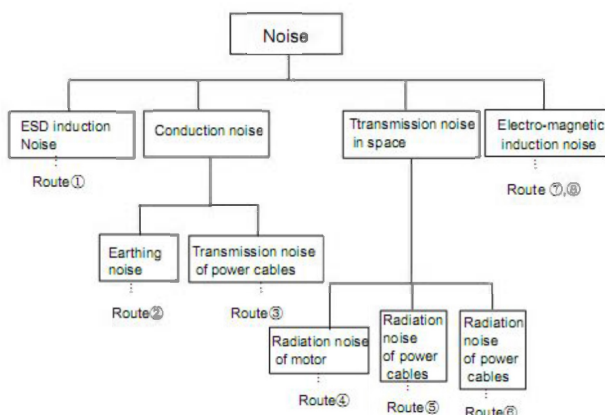 Noise
ESD induction
Noise
Conduction noise
Ttransmission noise
in space
Electro-magnetic
induction noise
Route①
Route ⑦,⑧
Earthing
noise
Transmission noise
of power cables
Route②
Route③
Radiation noise
of motor
Radiation
noise
of power
cables
Radiation
noise
of power
cables
Route④
Route⑤
Route⑥